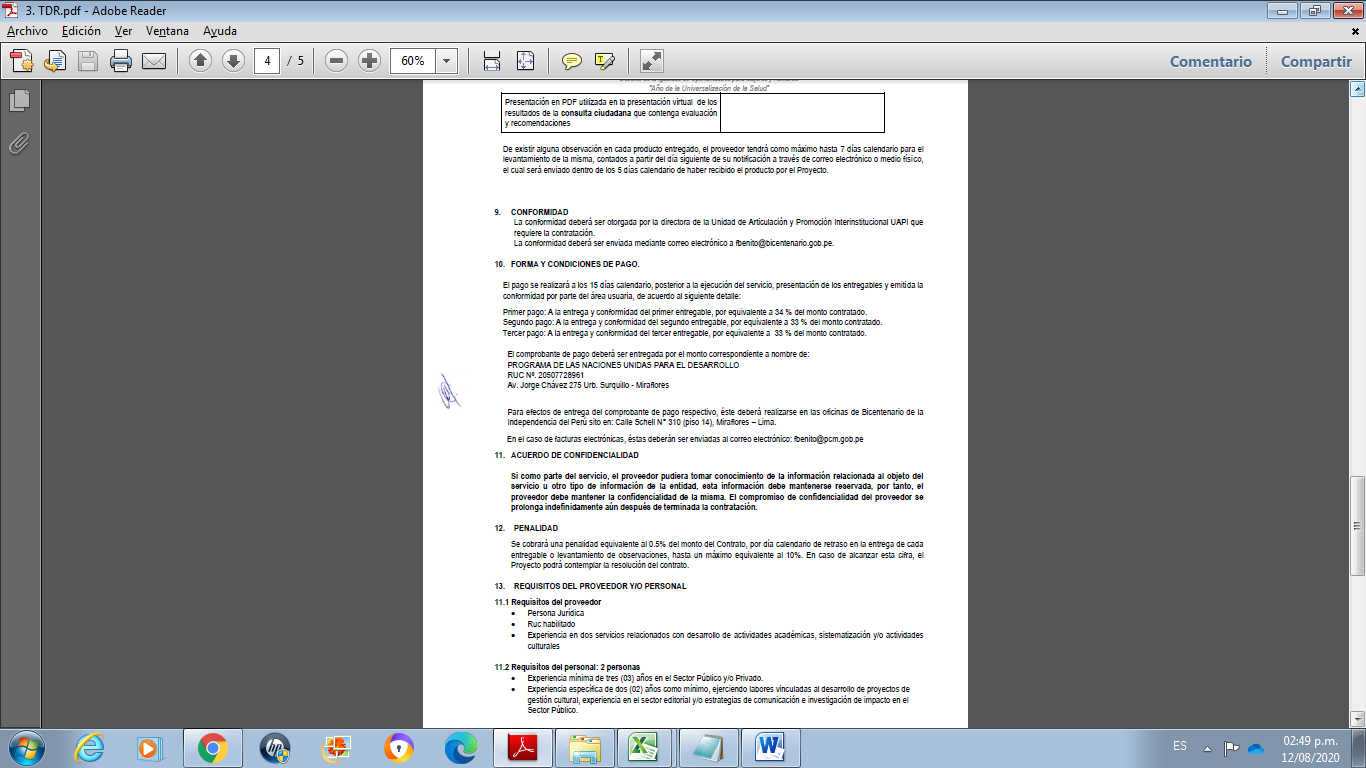 3. TDR.pdf - Adobe Reader
Archivo Edición Ver Ventana Ayuda
4 / 5 60% Comentario Compartir
"Año de la Universalización de la Salud"
Presentación en PDF utilizada en la presentación virtual de los
resultados de la consulta ciudadana que contenga evaluación
y recomendaciones
De existir alguna observación en cada producto entregado, el proveedor tendrá como máximo hasta 7 días calendario para el
levantamiento de la misma, contados a partir del día siguiente de su notificación a través de correo electrónico o medio físico,
el cual será enviado dentro de los 5 días calendario de haber recibido el producto por el Proyecto.
9. CONFORMIDAD
La conformidad deberá ser otorgada por la directora de la Unidad de Articulación y Promoción Interinstitucional UAPI que
requiere la contratación.
La conformidad deberá ser enviada mediante correo electrónico a fbenito@bicentenario.gob.pe.
10. FORMA Y CONDICIONES DE PAGO.
El pago se realizará a los 15 días calendario, posterior a la ejecución del servicio, presentación de los entregables y emitida la
conformidad por parte del área usuaria, de acuerdo al siguiente detalle:
Primer pago: A la entrega y conformidad del primer entregable, por equivalente a 34 % del monto contratado.
Segundo pago: A la entrega y conformidad del segundo entregable, por equivalente a 33 % del monto contratado.
Tercer pago: A la entrega y conformidad del tercer entregable, por equivalente a 33 % del monto contratado.
El comprobante de pago deberá ser entregada por el monto correspondiente a nombre de:
PROGRAMA DE LAS NACIONES UNIDAS PARA EL DESARROLLO
RUC Nº. 20507728961
Av. Jorge Chávez 275 Urb. Surquillo - Miraflores
Para efectos de entrega del comprobante de pago respectivo, éste deberá realizarse en las oficinas de Bicentenario de la
Independencia del Perú sito en: Calle Schell N° 310 (piso 14), Miraflores – Lima.
En el caso de facturas electrónicas, éstas deberán ser enviadas al correo electrónico: fbenito@pcm.gob.pe
11. ACUERDO DE CONFIDENCIALIDAD
Si como parte del servicio, el proveedor pudiera tomar conocimiento de la información relacionada al objeto del
servicio u otro tipo de información de la entidad, esta información debe mantenerse reservada, por tanto, el
proveedor debe mantener la confidencialidad de la misma. El compromiso de confidencialidad del proveedor se
prolonga indefinidamente aún después de terminada la contratación.
12. PENALIDAD
Se cobrará una penalidad equivalente al 0.5% del monto del Contrato, por día calendario de retraso en la entrega de cada
entregable o levantamiento de observaciones, hasta un máximo equivalente al 10%. En caso de alcanzar esta cifra, el
Proyecto podrá contemplar la resolución del contrato.
13. REQUISITOS DEL PROVEEDOR Y/O PERSONAL
11.1 Requisitos del proveedor
• Persona Jurídica
• Ruc habilitado
• Experiencia en dos servicios relacionados con desarrollo de actividades académicas, sistematización y/o actividades
culturales
11.2 Requisitos del personal: 2 personas
• Experiencia mínima de tres (03) años en el Sector Público y/o Privado.
• Experiencia específica de dos (02) años como mínimo, ejerciendo labores vinculadas al desarrollo de proyectos de
gestión cultural, experiencia en el sector editorial y/o estrategias de comunicación e investigación de impacto en el
Sector Público.
ES 02:49 p.m.
12/08/2020